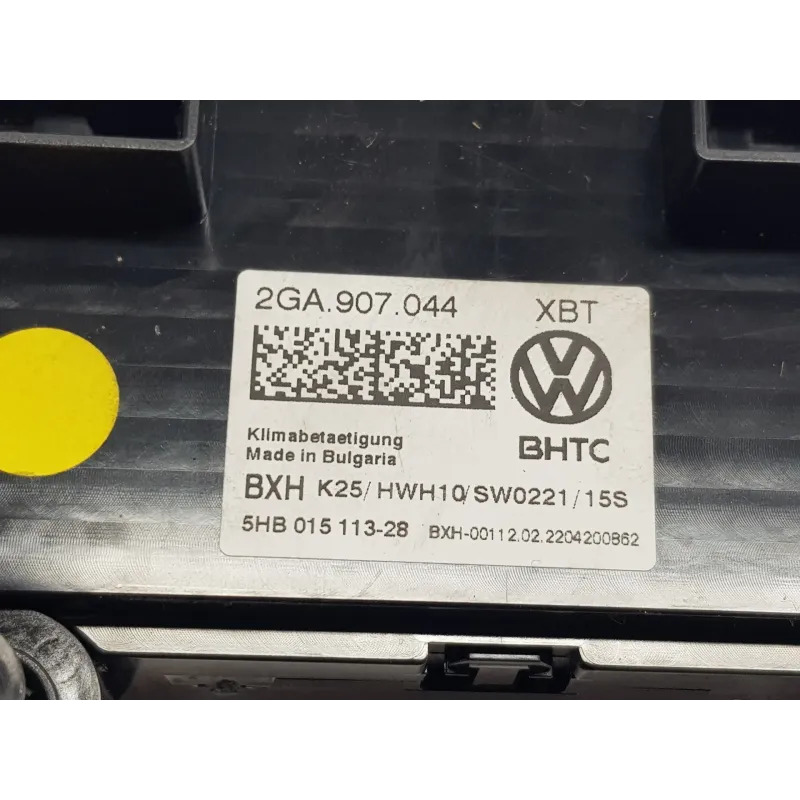 2GA.907.044 XBT
BHTC
Klimabetaetigung
Made in Bulgaria
BXH K25/HWH10/SW0221/15S
5HB 015 113-28 BXH-00112.02.2204200862